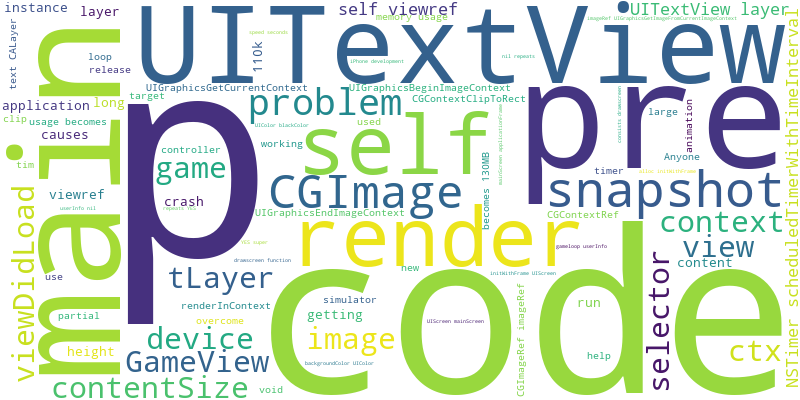 instance
layer
self viewref
UITextView layer
memory usage
imageRef UIGraphicsGetImageFromCurrentImageContext
text CALayer
main
UITextView
speed seconds
110k
iPhone development
nil repeats
loop
release
UIGraphicsGetCurrentContext
UIGraphicsBeginImageContext
target
p
problem
CGContextClipToRect
pre
NSTimer scheduledTimerWithTimeInterval
application
long
clip
usage becomes
causes
UIColor blackColor
used
self
large
animation
consists drawscreen
mainScreen applicationFrame
controller
working
Anyone
tim
game
becomes 130MB
timer
viewDidLoad
viewref
crash
CGImage
snapshot
userInfo nil
repeats YES
UIGraphicsEndImageContext
CGContextRef
context
render
YES super
gameloop userInfo
view
drawscreen function
content
tLayer
new
initWithFrame UIScreen
code
selector
use
renderInContext
simulator
CGImageRef imageRef
run
partial
overcome
getting
UIScreen mainScreen
device
image
height
GameView
backgroundColor UIColor
help
ctx
contentSize
void